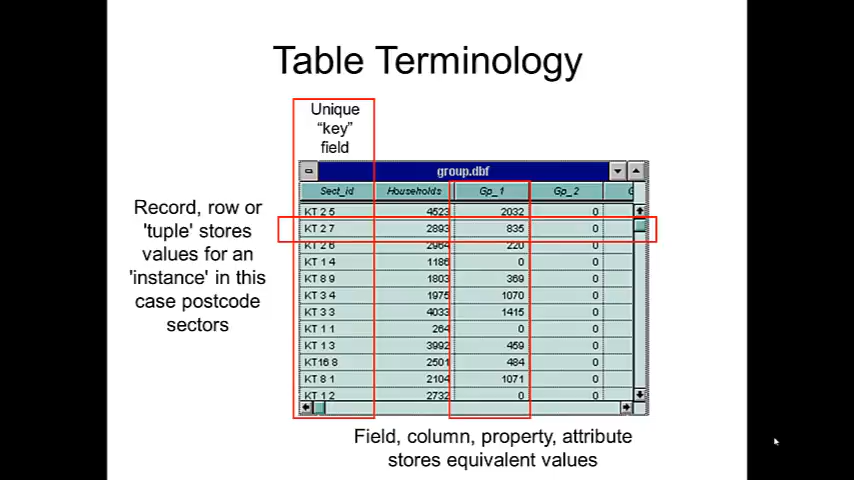 Table Terminology
Unique
"key"
field
group.dbf
Sect_id Households Gp_1 Gp_2 G
KT 2 5 4523 2032 0
KT 2 7 2893 835 0
KT 2 6 2964 220 0
KT 1 4 1186 0 0
KT 8 9 1803 369 0
KT 3 4 1975 1070 0
KT 3 3 4033 1415 0
KT 1 1 264 0 0
KT 1 3 3992 459 0
KT16 8 2501 484 0
KT 8 1 2104 1071 0
KT 1 2 2732 0 0
Record, row or
'tuple' stores
values for an
'instance' in this
case postcode
sectors
Field, column, property, attribute
stores equivalent values